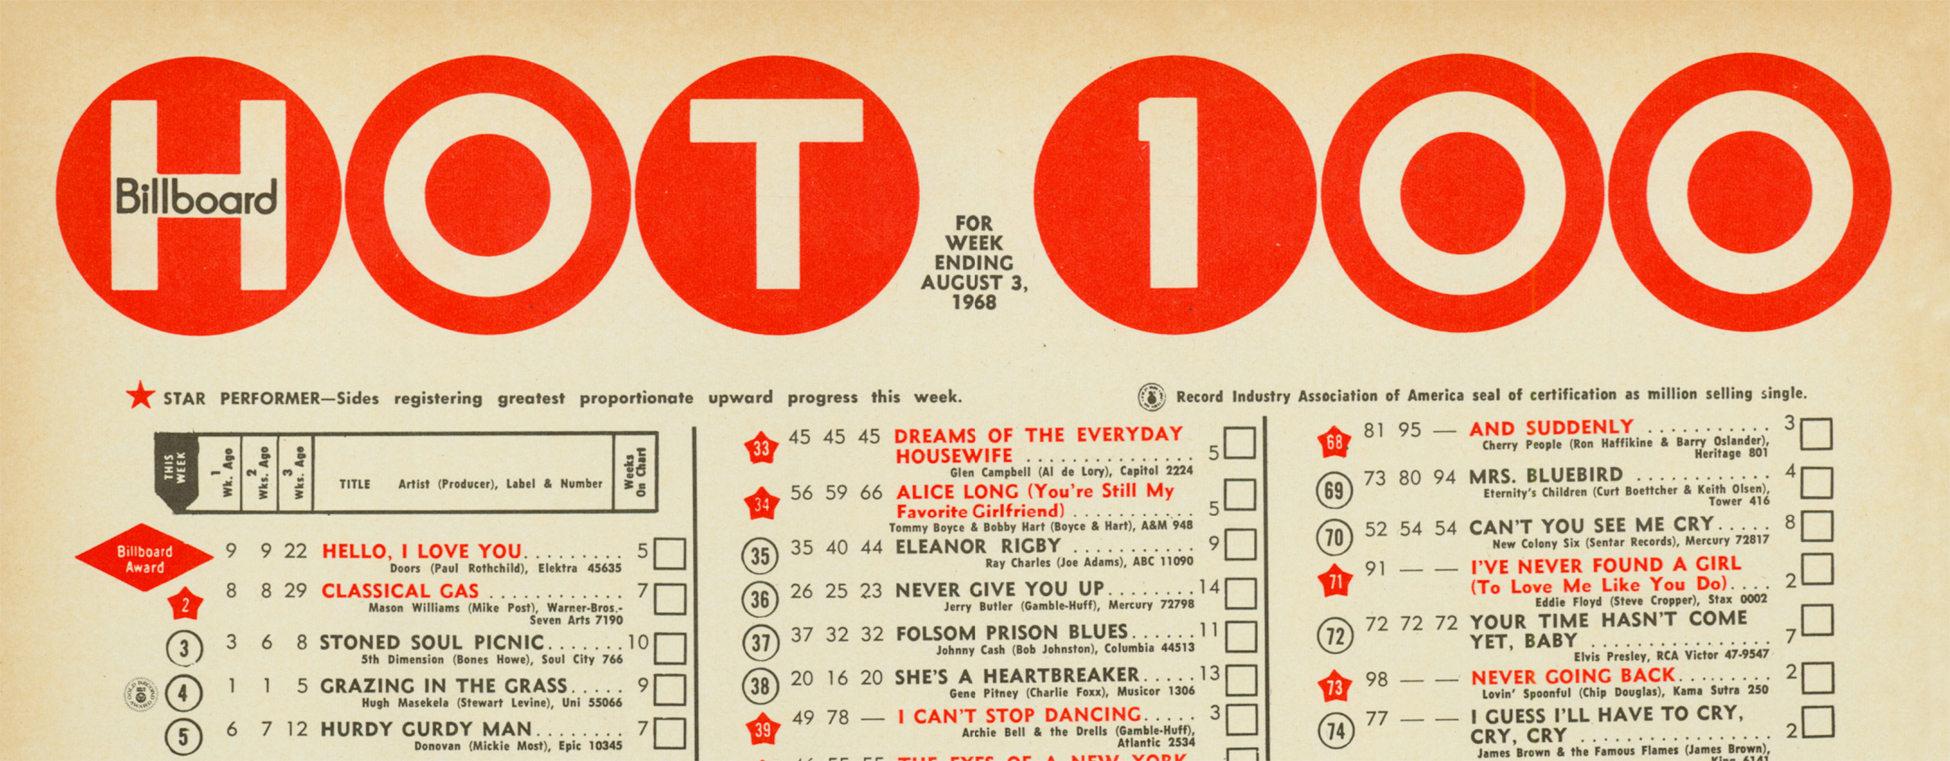 HOT 100
Billboard
FOR
WEEK
ENDING
AUGUST 3,
1968
★ STAR PERFORMER—Sides registering greatest proportionate upward progress this week.
Record Industry Association of America seal of certification as million selling single.
THIS WEEK
1 Wk. Ago
2 Wks. Ago
3 Wks. Ago
TITLE Artist (Producer), Label & Number
Weeks On Chart
Billboard
Award
9 9 22 HELLO, I LOVE YOU. . . . . . . . . 5
Doors (Paul Rothchild), Elektra 45635
2 8 8 29 CLASSICAL GAS . . . . . . . . . . . . 7
Mason Williams (Mike Post), Warner-Bros.-
Seven Arts 7190
3 3 6 8 STONED SOUL PICNIC. . . . . . . 10
5th Dimension (Bones Howe), Soul City 766
4 1 1 5 GRAZING IN THE GRASS. . . . . 9
Hugh Masekela (Stewart Levine), Uni 55066
5 6 7 12 HURDY GURDY MAN. . . . . . . . 7
Donovan (Mickie Most), Epic 10345
33 45 45 45 DREAMS OF THE EVERYDAY
HOUSEWIFE . . . . . . . . . . . . . . . 5
Glen Campbell (Al de Lory), Capitol 2224
34 56 59 66 ALICE LONG (You're Still My
Favorite Girlfriend) . . . . . . . . . . . 5
Tommy Boyce & Bobby Hart (Boyce & Hart), A&M 948
35 35 40 44 ELEANOR RIGBY . . . . . . . . . . . 9
Ray Charles (Joe Adams), ABC 11090
36 26 25 23 NEVER GIVE YOU UP. . . . . . . . 14
Jerry Butler (Gamble-Huff), Mercury 72798
37 37 32 32 FOLSOM PRISON BLUES. . . . . . 11
Johnny Cash (Bob Johnston), Columbia 44513
38 20 16 20 SHE'S A HEARTBREAKER. . . . . 13
Gene Pitney (Charlie Foxx), Musicor 1306
39 49 78 — I CAN'T STOP DANCING. . . . . 3
Archie Bell & the Drells (Gamble-Huff),
Atlantic 2534
THE EYES OF A NEW YORK
68 81 95 — AND SUDDENLY . . . . . . . . . . . 3
Cherry People (Ron Haffikine & Barry Oslander),
Heritage 801
69 73 80 94 MRS. BLUEBIRD . . . . . . . . . . . . 4
Eternity's Children (Curt Boettcher & Keith Olsen),
Tower 416
70 52 54 54 CAN'T YOU SEE ME CRY. . . . . 8
New Colony Six (Sentar Records), Mercury 72817
71 91 — — I'VE NEVER FOUND A GIRL
(To Love Me Like You Do). . . . 2
Eddie Floyd (Steve Cropper), Stax 0002
72 72 72 72 YOUR TIME HASN'T COME
YET, BABY . . . . . . . . . . . . . . . . 7
Elvis Presley, RCA Victor 47-9547
73 98 — — NEVER GOING BACK. . . . . . . . . 2
Lovin' Spoonful (Chip Douglas), Kama Sutra 250
74 77 — — I GUESS I'LL HAVE TO CRY,
CRY, CRY . . . . . . . . . . . . . . . . . 2
James Brown & the Famous Flames (James Brown),
King 6141